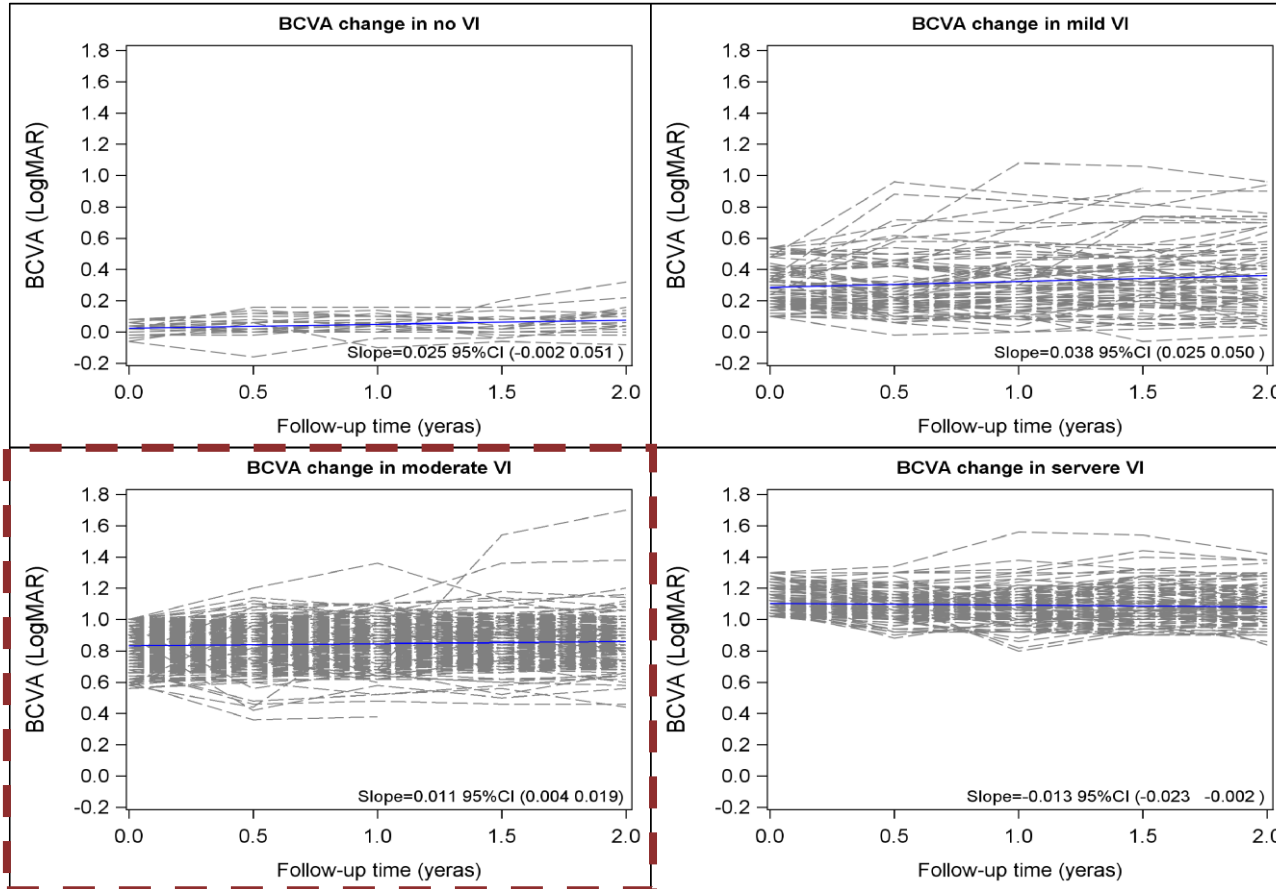 BCVA change in no VI
BCVA (LogMAR)
1.8
1.6
1.4
1.2
1.0
0.8
0.6
0.4
0.2
0.0
-0.2
Slope=0.025 95%CI (-0.002 0.051 )
0.0 0.5 1.0 1.5 2.0
Follow-up time (yeras)
BCVA change in mild VI
BCVA (LogMAR)
1.8
1.6
1.4
1.2
1.0
0.8
0.6
0.4
0.2
0.0
-0.2
Slope=0.038 95%CI (0.025 0.050 )
0.0 0.5 1.0 1.5 2.0
Follow-up time (yeras)
BCVA change in moderate VI
BCVA (LogMAR)
1.8
1.6
1.4
1.2
1.0
0.8
0.6
0.4
0.2
0.0
-0.2
Slope=0.011 95%CI (0.004 0.019)
0.0 0.5 1.0 1.5 2.0
Follow-up time (yeras)
BCVA change in servere VI
BCVA (LogMAR)
1.8
1.6
1.4
1.2
1.0
0.8
0.6
0.4
0.2
0.0
-0.2
Slope=-0.013 95%CI (-0.023 -0.002 )
0.0 0.5 1.0 1.5 2.0
Follow-up time (yeras)